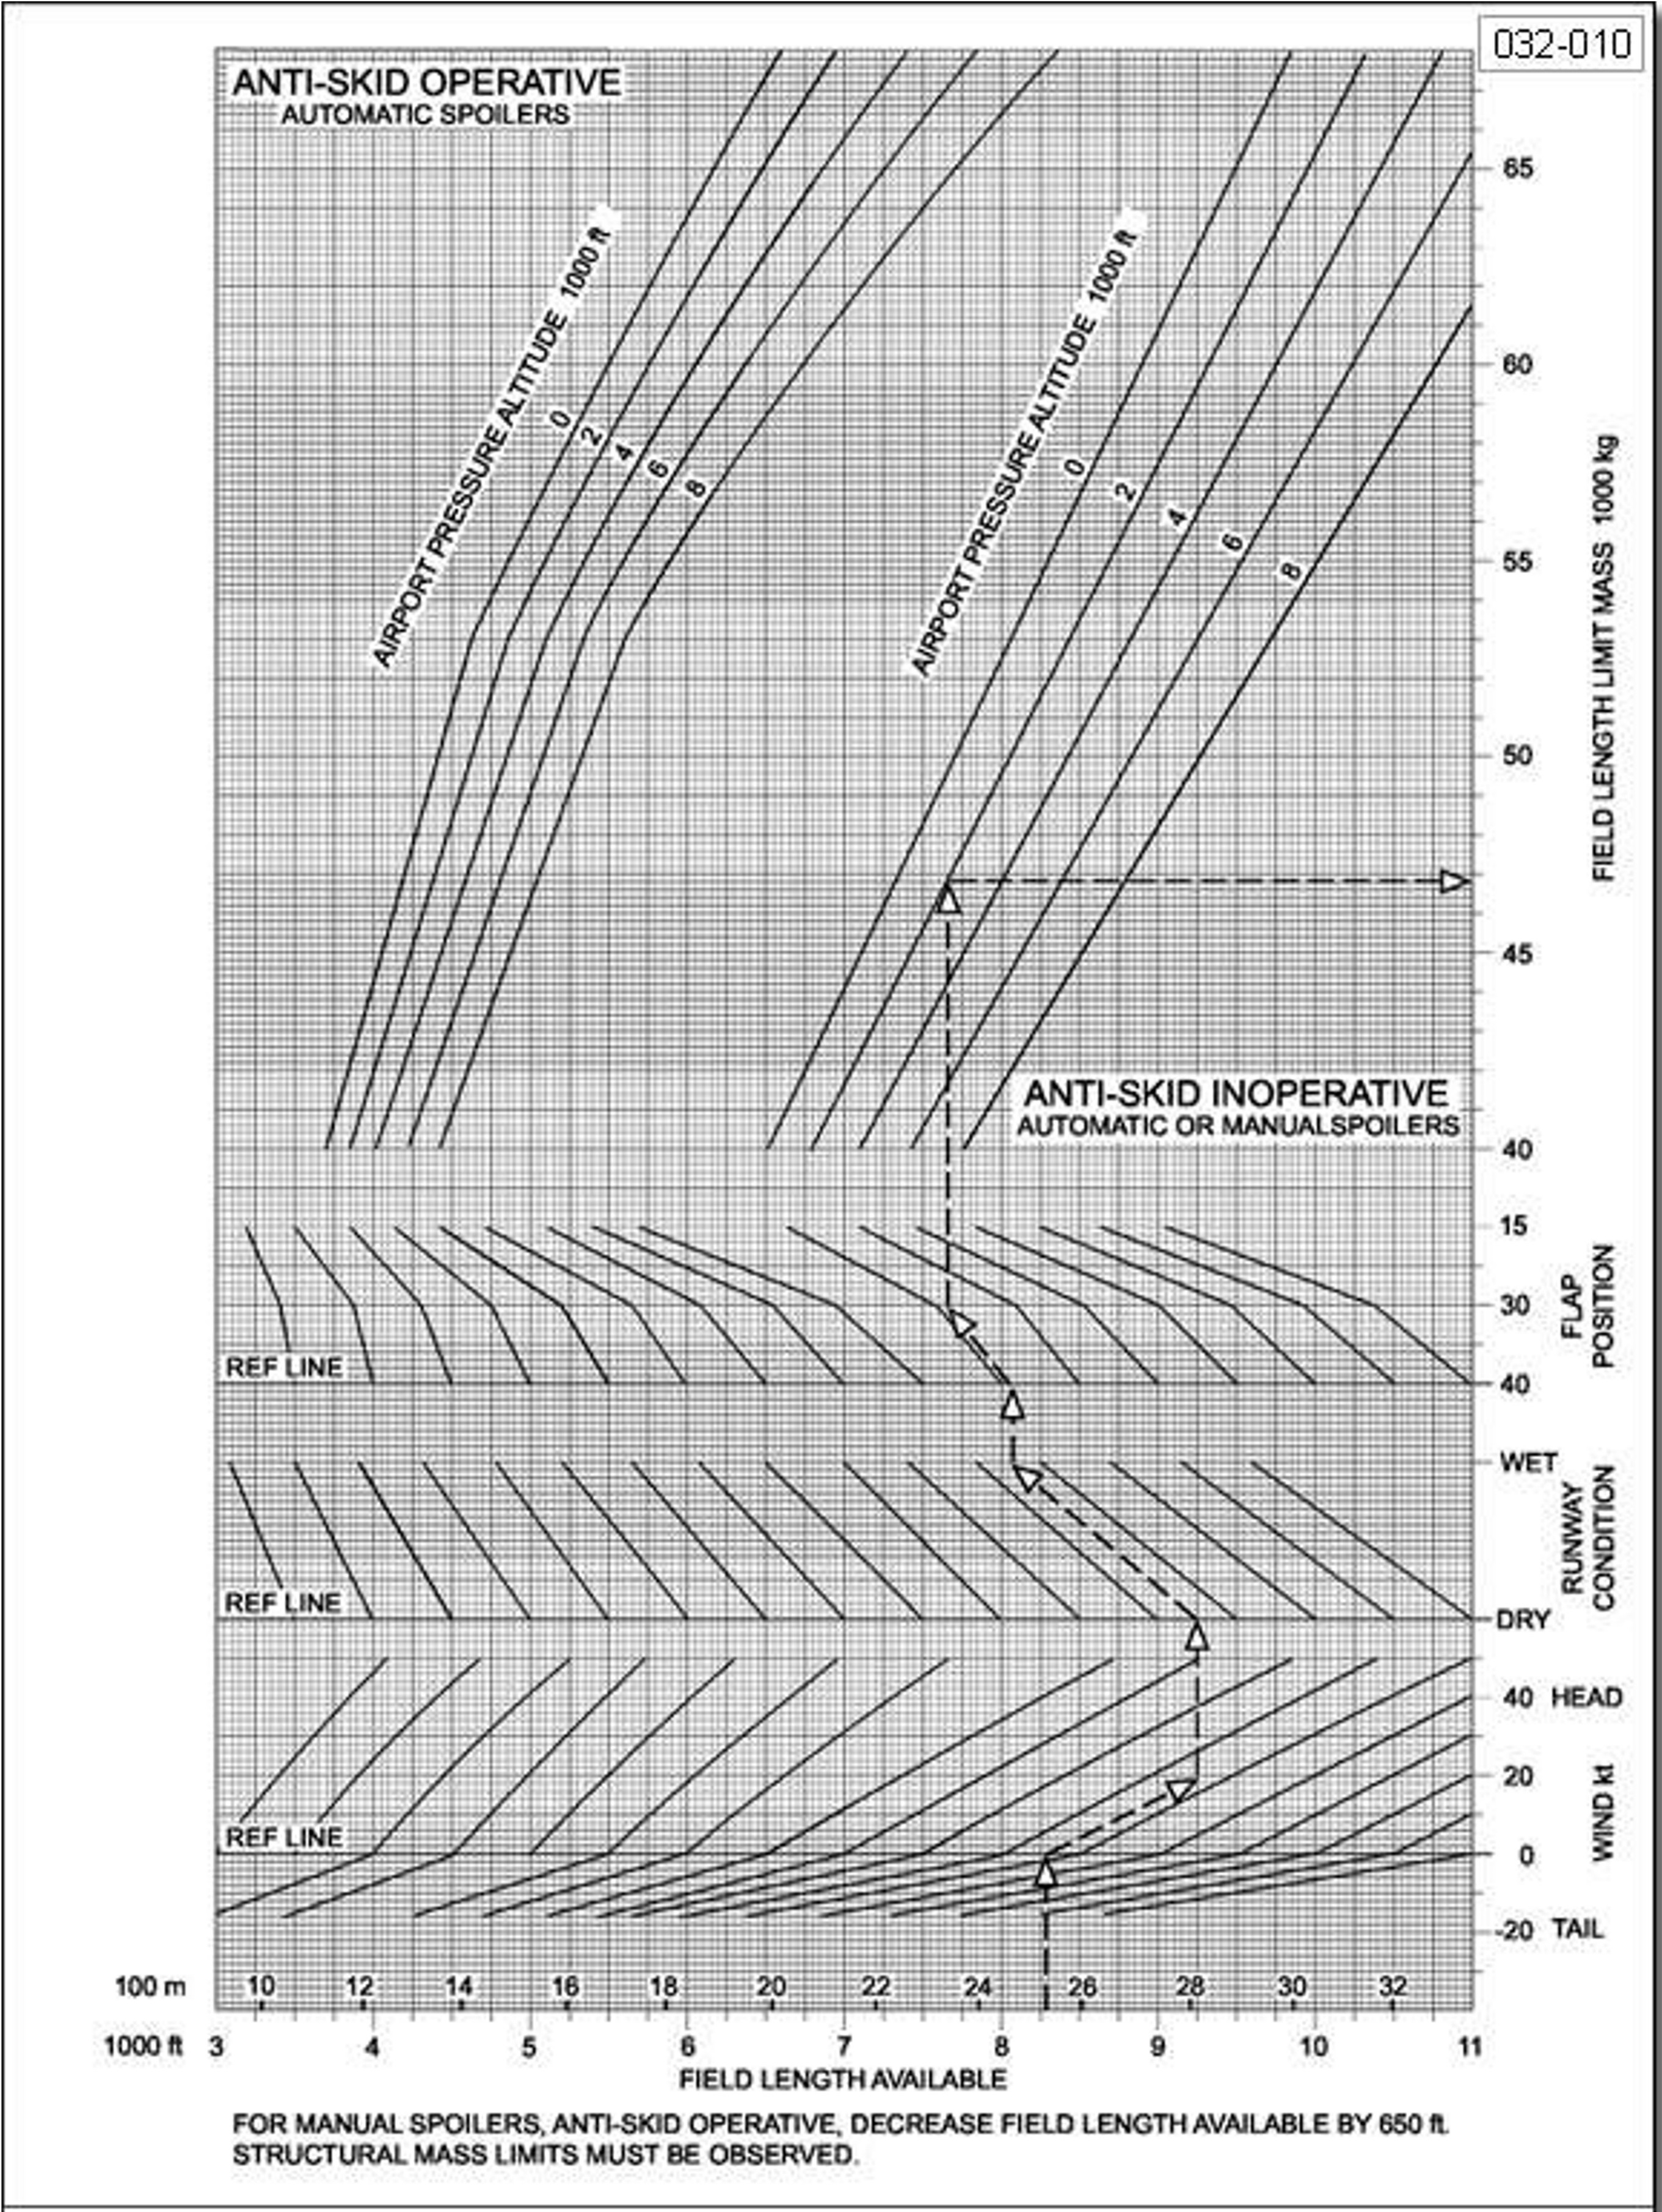 032-010
ANTI-SKID OPERATIVE
AUTOMATIC SPOILERS
AIRPORT PRESSURE ALTITUDE 1000 ft
0
2
4
6
8
AIRPORT PRESSURE ALTITUDE 1000 ft
0
2
4
6
8
65
60
55
50
45
40
FIELD LENGTH LIMIT MASS 1000 kg
ANTI-SKID INOPERATIVE
AUTOMATIC OR MANUALSPOILERS
15
30
40
FLAP
POSITION
REF LINE
WET
DRY
RUNWAY
CONDITION
REF LINE
40 HEAD
20
0
-20 TAIL
WIND kt
REF LINE
100 m 10 12 14 16 18 20 22 24 26 28 30 32
1000 ft 3 4 5 6 7 8 9 10 11
FIELD LENGTH AVAILABLE
FOR MANUAL SPOILERS, ANTI-SKID OPERATIVE, DECREASE FIELD LENGTH AVAILABLE BY 650 ft.
STRUCTURAL MASS LIMITS MUST BE OBSERVED.